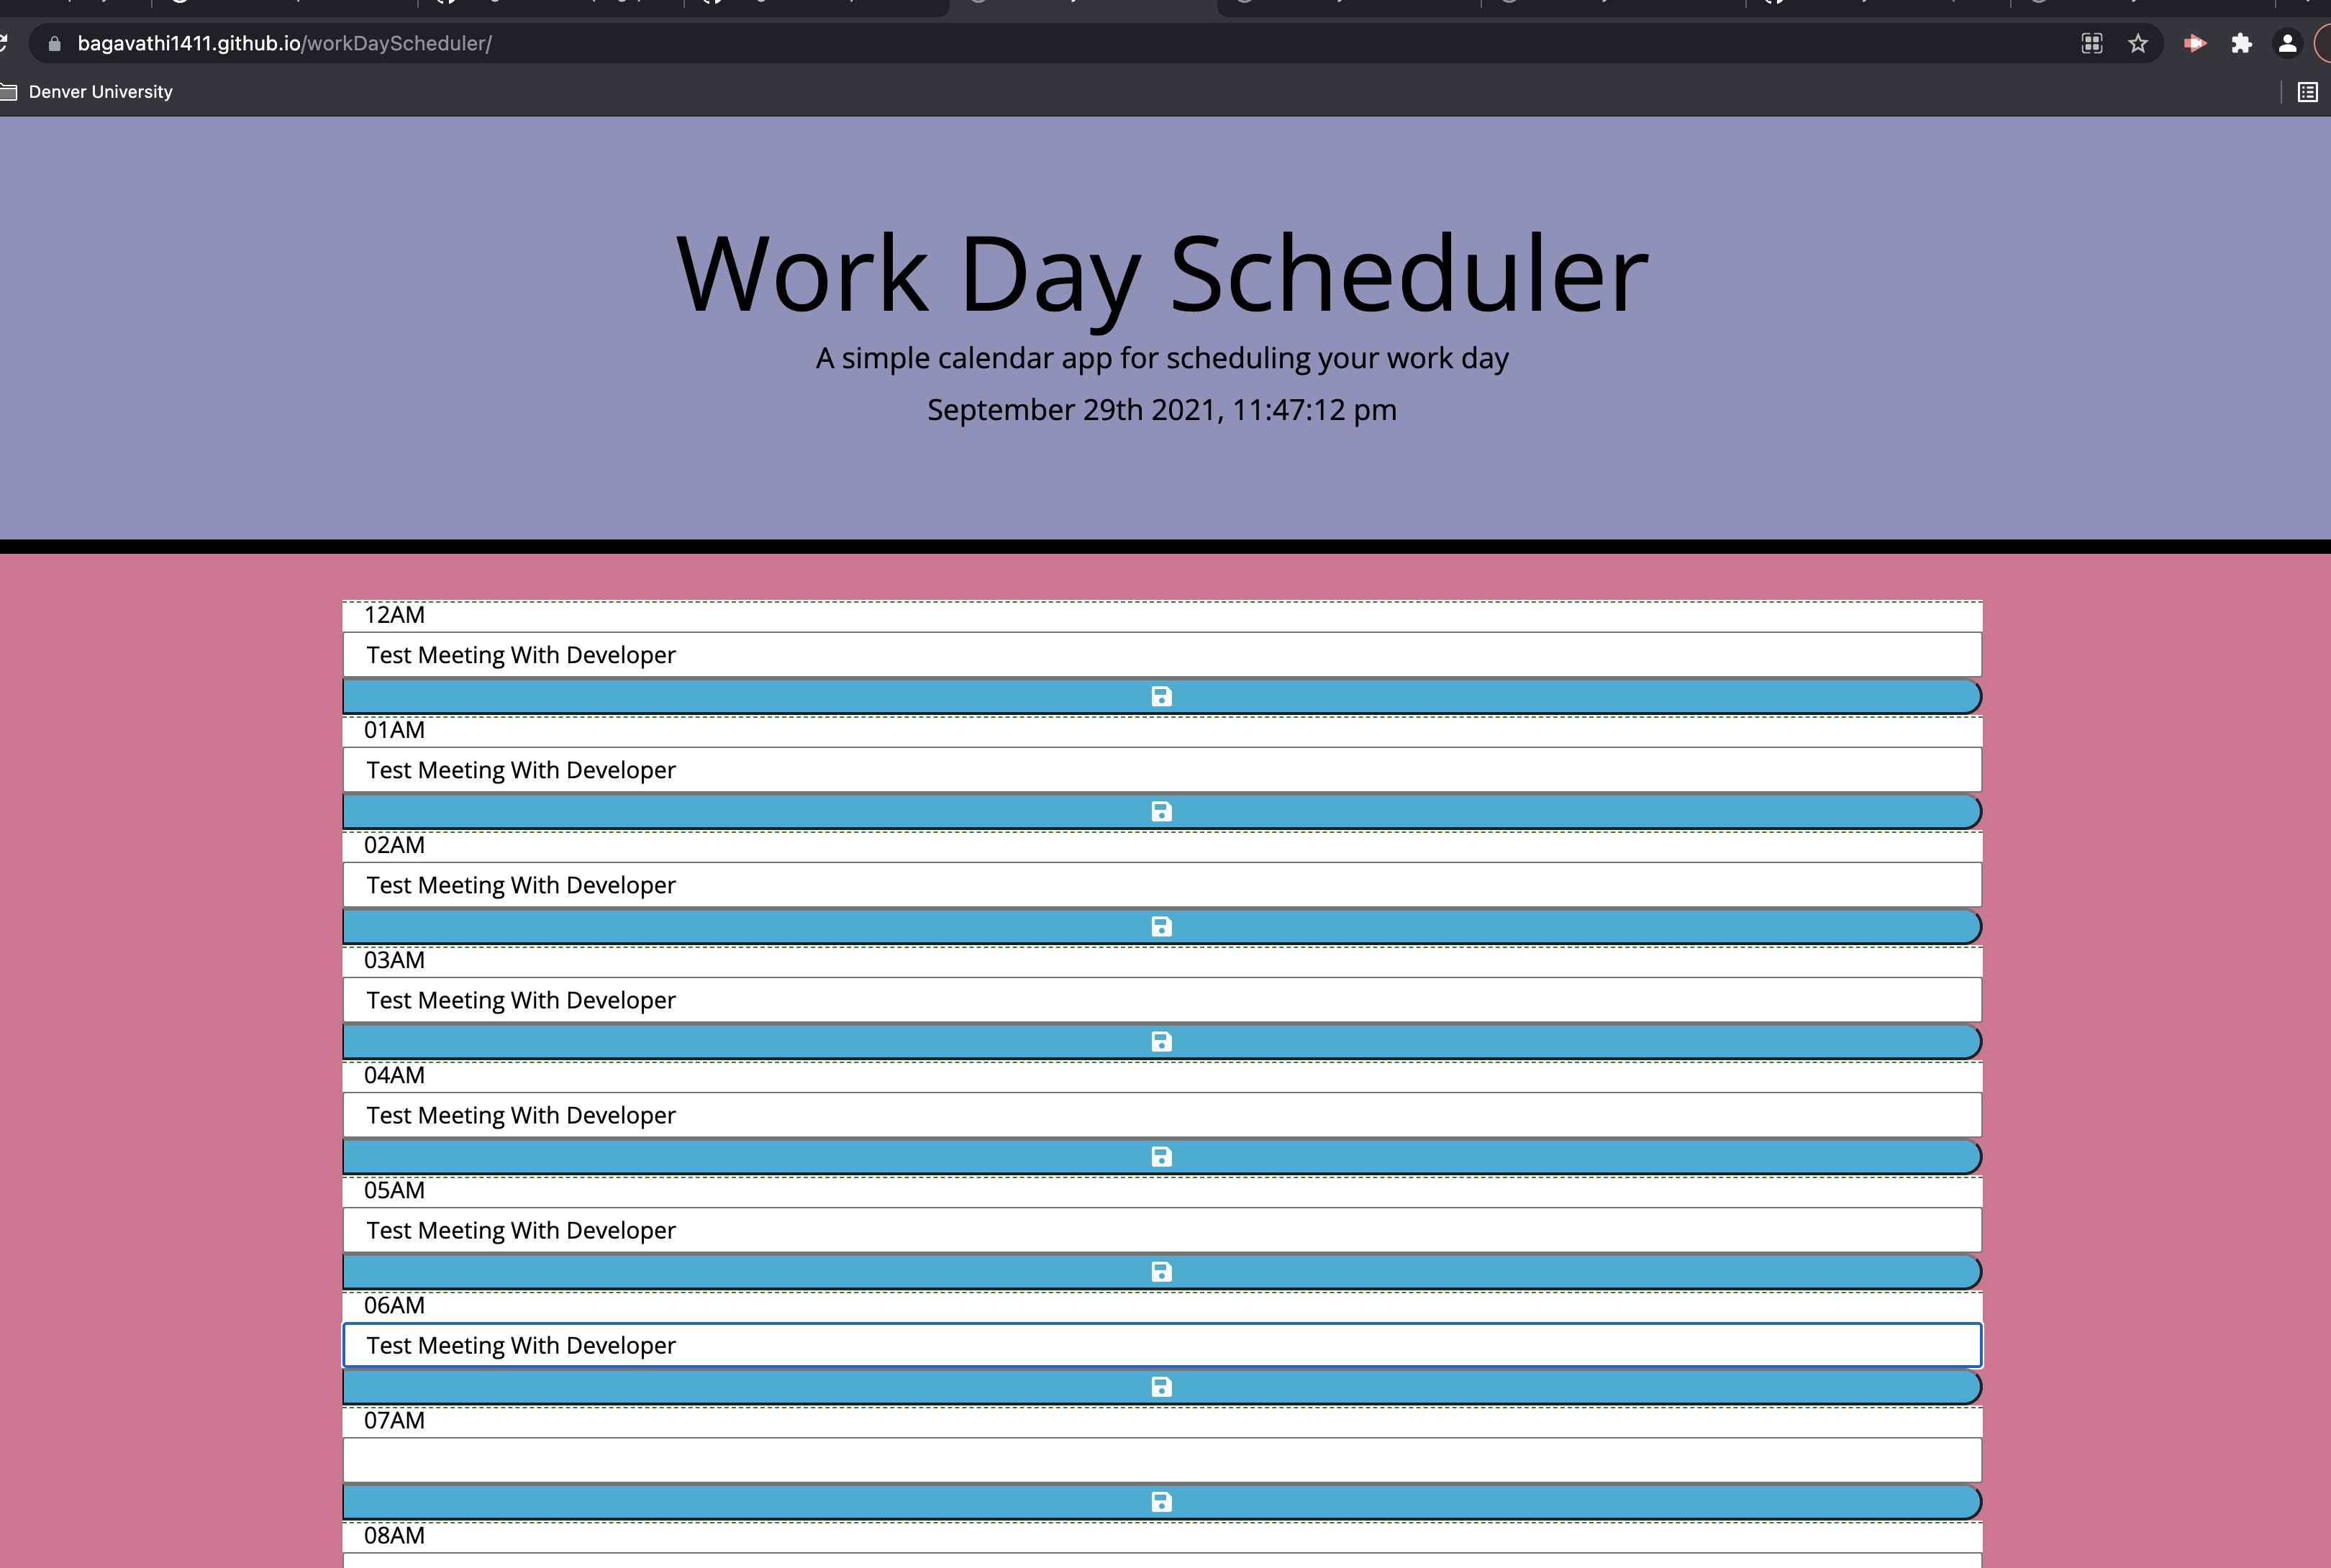 bagavathi1411.github.io/workDayScheduler/
Denver University
Work Day Scheduler
A simple calendar app for scheduling your work day
September 29th 2021, 11:47:12 pm
12AM
Test Meeting With Developer
01AM
Test Meeting With Developer
02AM
Test Meeting With Developer
03AM
Test Meeting With Developer
04AM
Test Meeting With Developer
05AM
Test Meeting With Developer
06AM
Test Meeting With Developer
07AM
08AM